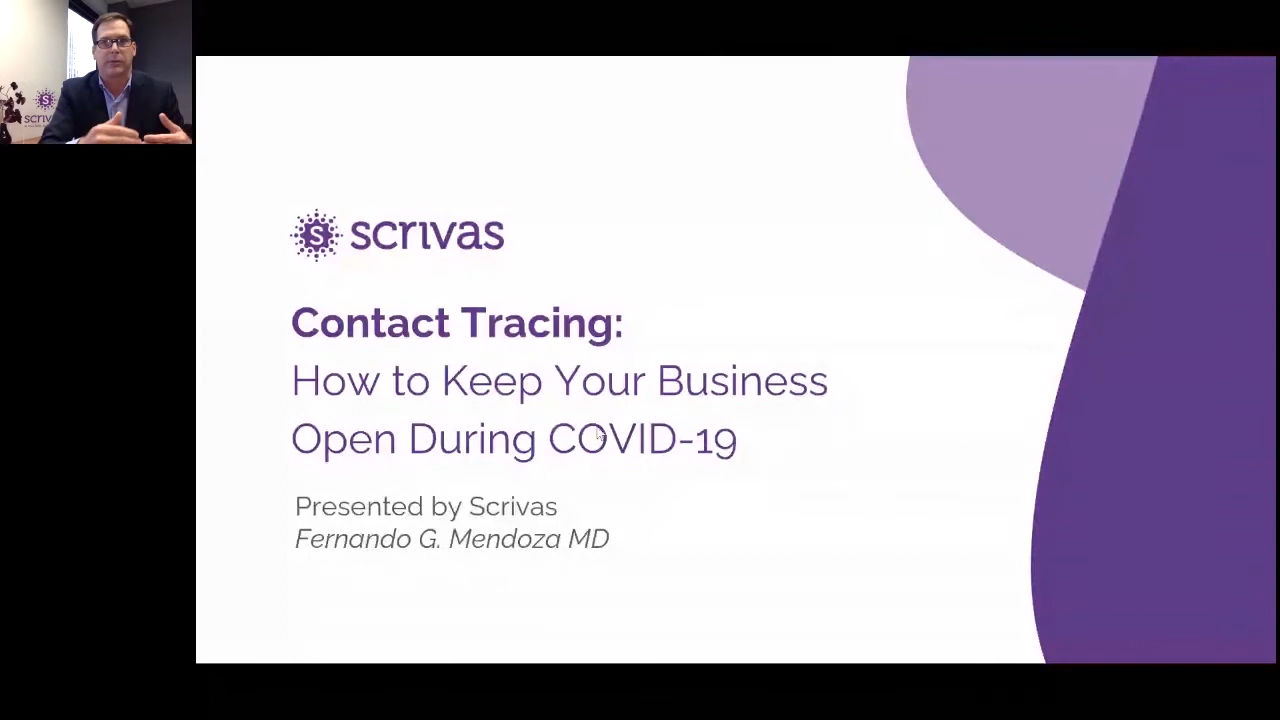 scrivas
Contact Tracing:
How to Keep Your Business
Open During COVID-19
Presented by Scrivas
Fernando G. Mendoza MD